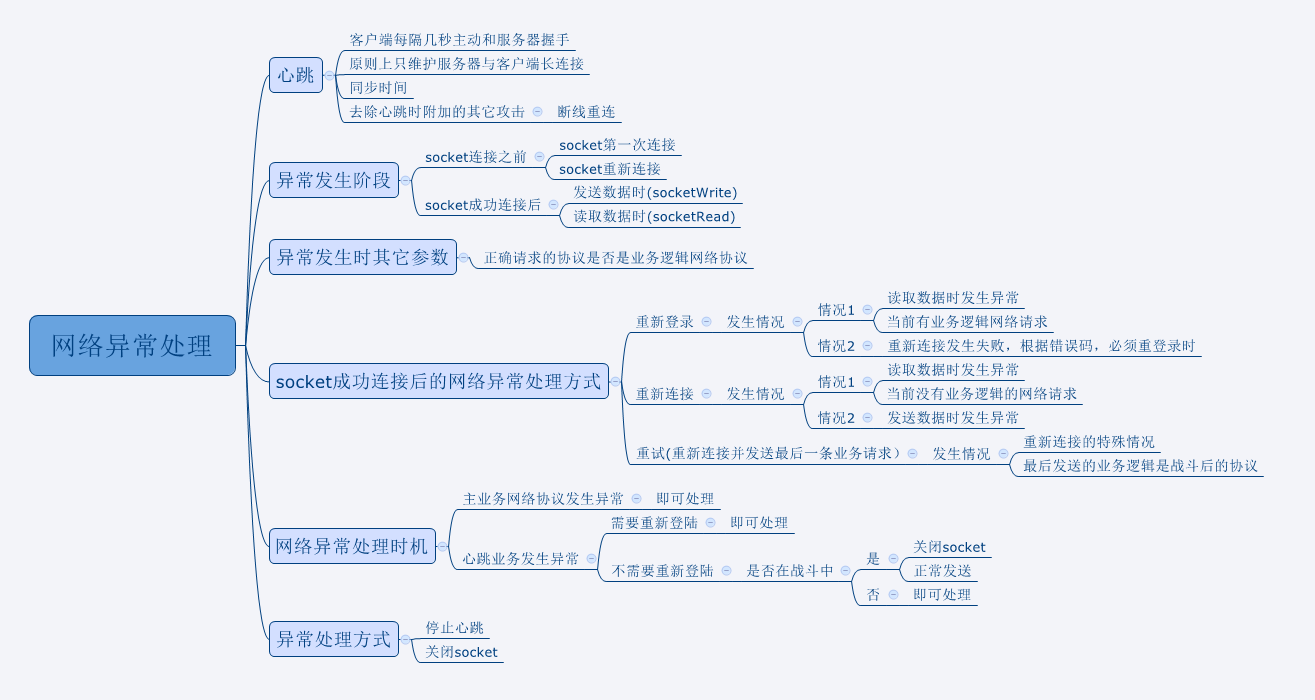 网络异常处理
心跳
客户端每隔几秒主动和服务器握手
原则上只维护服务器与客户端长连接
同步时间
去除心跳时附加的其它攻击
断线重连
异常发生阶段
socket连接之前
socket第一次连接
socket重新连接
socket成功连接后
发送数据时(socketWrite)
读取数据时(socketRead)
异常发生时其它参数
正确请求的协议是否是业务逻辑网络协议
socket成功连接后的网络异常处理方式
重新登录
发生情况
情况1
读取数据时发生异常
当前有业务逻辑网络请求
情况2
重新连接发生失败，根据错误码，必须重登录时
重新连接
发生情况
情况1
读取数据时发生异常
当前没有业务逻辑的网络请求
情况2
发送数据时发生异常
重试(重新连接并发送最后一条业务请求）
发生情况
重新连接的特殊情况
最后发送的业务逻辑是战斗后的协议
网络异常处理时机
主业务网络协议发生异常
即可处理
心跳业务发生异常
需要重新登陆
即可处理
不需要重新登陆
是否在战斗中
是
关闭socket
正常发送
否
即可处理
异常处理方式
停止心跳
关闭socket